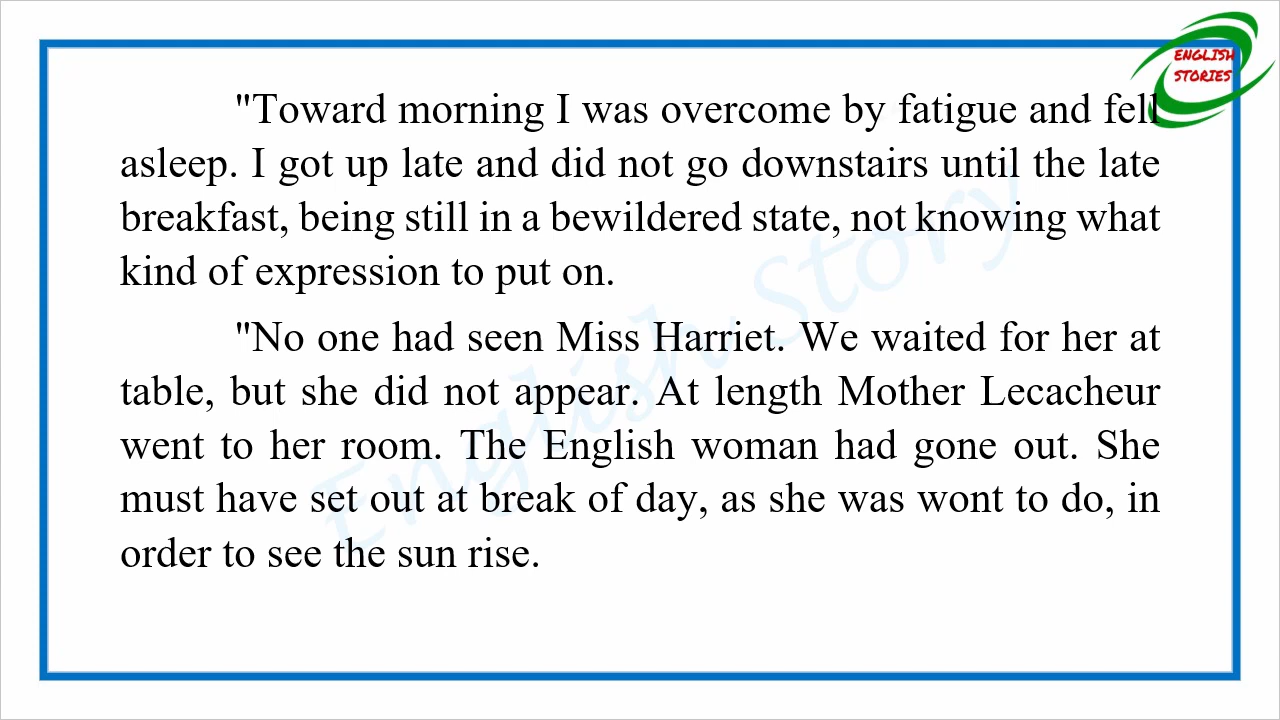 ENGLISH
STORIES
"Toward morning I was overcome by fatigue and fell
asleep. I got up late and did not go downstairs until the late
breakfast, being still in a bewildered state, not knowing what
kind of expression to put on.
"No one had seen Miss Harriet. We waited for her at
table, but she did not appear. At length Mother Lecacheur
went to her room. The English woman had gone out. She
must have set out at break of day, as she was wont to do, in
order to see the sun rise.
English Story